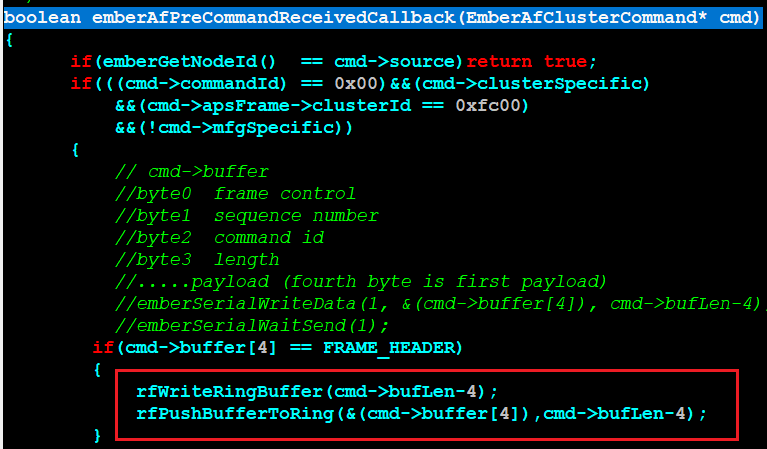 boolean emberAfPreCommandReceivedCallback(EmberAfClusterCommand* cmd)
{
if(emberGetNodeId() == cmd->source)return true;
if(((cmd->commandId) == 0x00)&&(cmd->clusterSpecific)
&&(cmd->apsFrame->clusterId == 0xfc00)
&&(!cmd->mfgSpecific))
{
// cmd->buffer
//byte0 frame control
//byte1 sequence number
//byte2 command id
//byte3 length
//.....payload (fourth byte is first payload)
//emberSerialWriteData(1, &(cmd->buffer[4]), cmd->bufLen-4)
//emberSerialWaitSend(1);
if(cmd->buffer[4] == FRAME_HEADER)
{
rfWriteRingBuffer(cmd->bufLen-4);
rfPushBufferToRing(&(cmd->buffer[4]),cmd->bufLen-4);
}